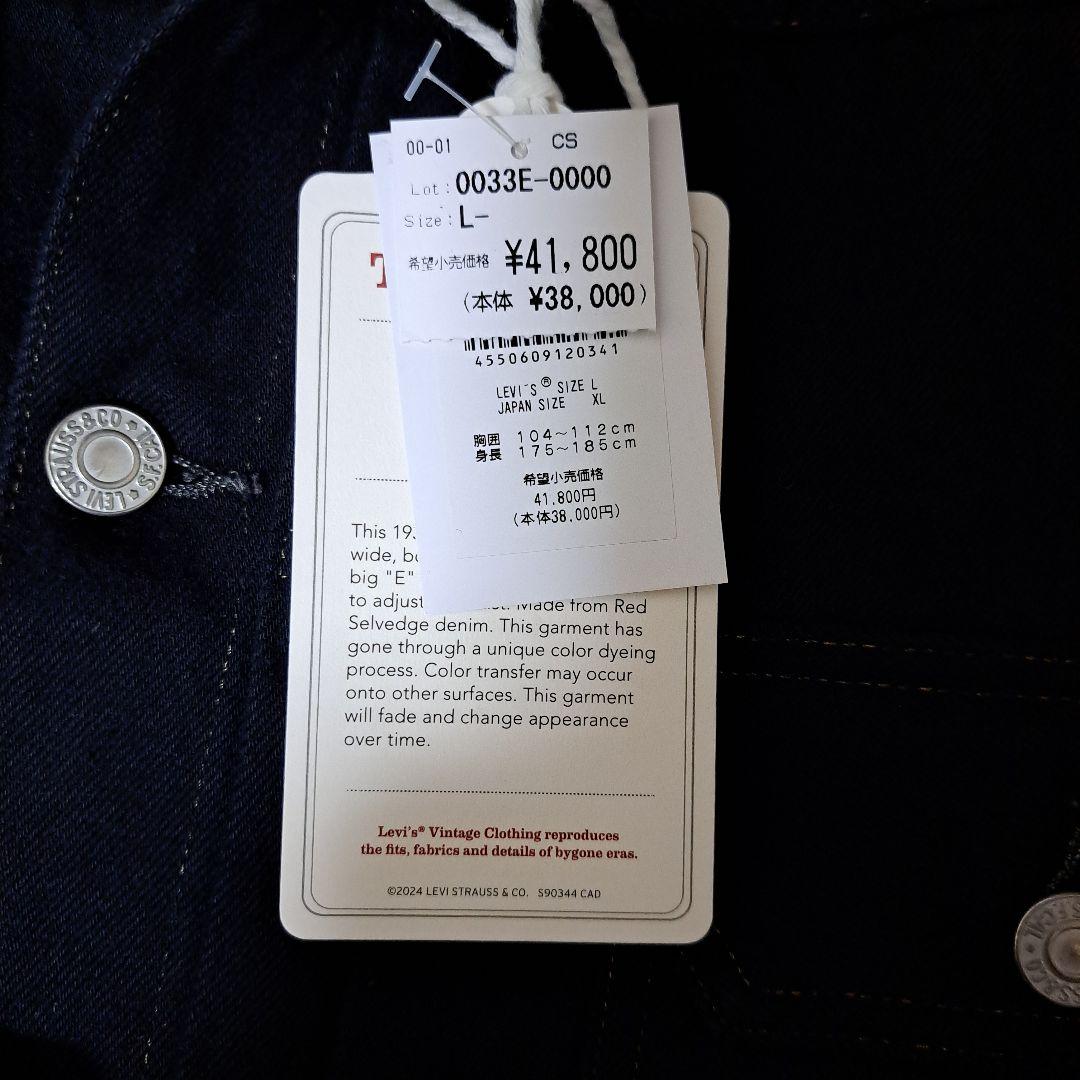 00-01 CS
Lot: 0033E-0000
Size: L-
希望小売価格 ¥41,800
(本体 ¥38,000)
4550609120341
LEVI'S® SIZE L
JAPAN SIZE XL
胸囲 104~112cm
身長 175~185cm
希望小売価格
41,800円
(本体38,000円)
T
This
wide,
big "E"
to adjust Made from Red
Selvedge denim. This garment has
gone through a unique color dyeing
process. Color transfer may occur
onto other surfaces. This garment
will fade and change appearance
over time.
Levi's® Vintage Clothing reproduces
the fits, fabrics and details of bygone eras.
©2024 LEVI STRAUSS & CO. S90344 CAD
LEVI STRAUSS & CO